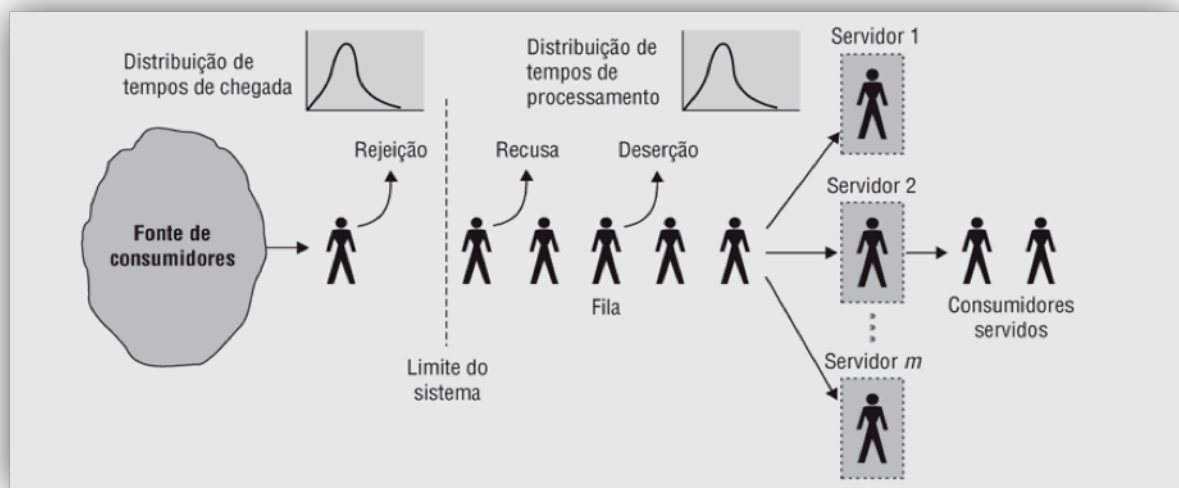 Distribuição de
tempos de chegada
Distribuição de
tempos de
processamento
Servidor 1
Rejeição
Recusa
Deserção
Servidor 2
Fonte de
consumidores
Fila
Consumidores
servidos
Limite do
sistema
Servidor m